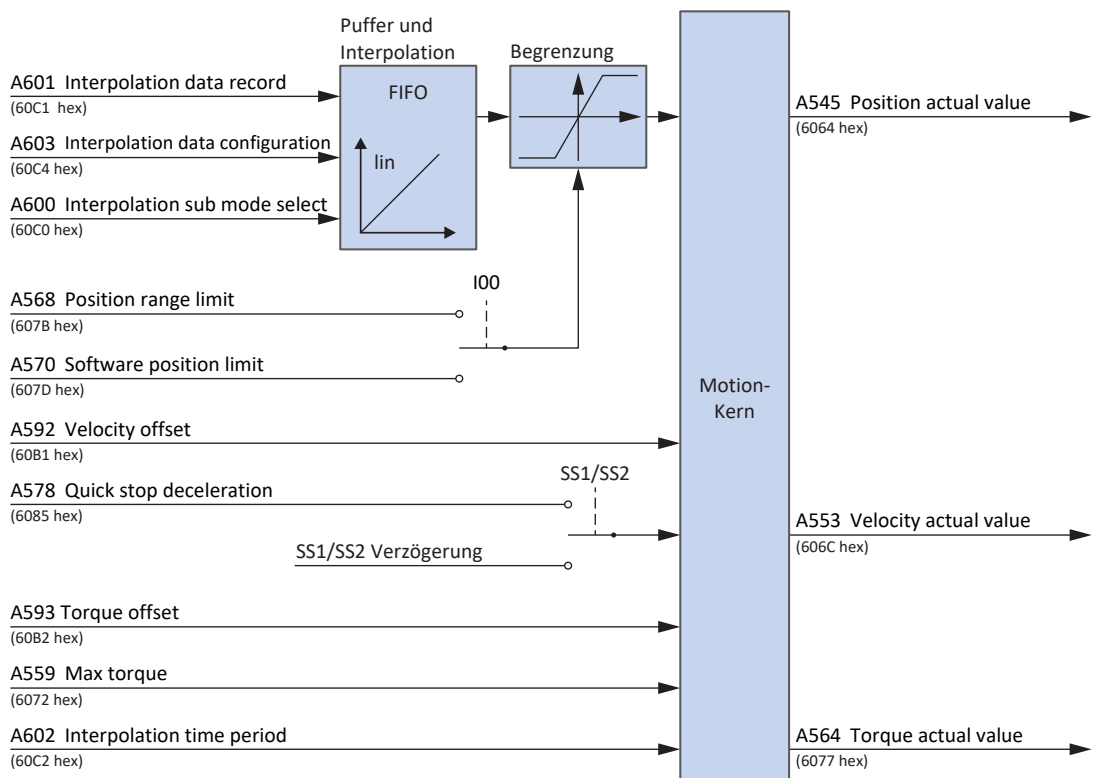 Puffer und
Interpolation
Begrenzung
A601 Interpolation data record
(60C1 hex)
FIFO
A545 Position actual value
(6064 hex)
A603 Interpolation data configuration
(60C4 hex)
lin
A600 Interpolation sub mode select
(60C0 hex)
I00
A568 Position range limit
(607B hex)
A570 Software position limit
(607D hex)
Motion-
Kern
A592 Velocity offset
(60B1 hex)
SS1/SS2
A578 Quick stop deceleration
(6085 hex)
A553 Velocity actual value
(606C hex)
SS1/SS2 Verzögerung
A593 Torque offset
(60B2 hex)
A559 Max torque
(6072 hex)
A602 Interpolation time period
(60C2 hex)
A564 Torque actual value
(6077 hex)